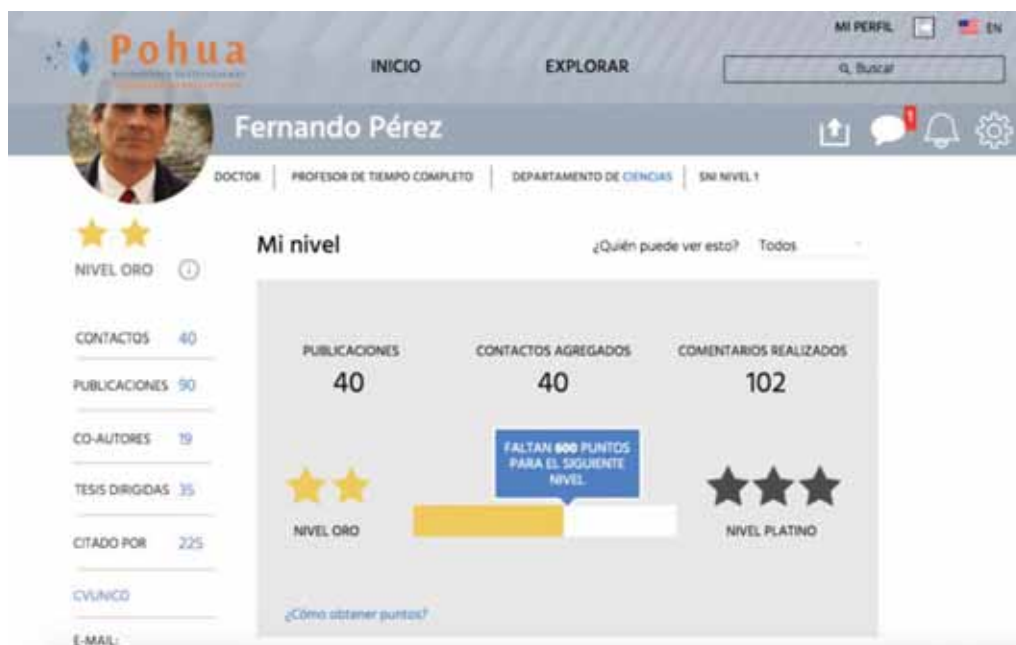 MI PERFIL EN
Pohua
INICIO EXPLORAR Buscar
Fernando Pérez 1
DOCTOR PROFESOR DE TIEMPO COMPLETO DEPARTAMENTO DE CIENCIAS SNI NIVEL 1
Mi nivel ¿Quién puede ver esto? Todos
NIVEL ORO
CONTACTOS 40
PUBLICACIONES 90
CO-AUTORES 19
TESIS DIRIGIDAS 35
CITADO POR 225
CVUNICO
E-MAIL:
PUBLICACIONES CONTACTOS AGREGADOS COMENTARIOS REALIZADOS
40 40 102
FALTAN 600 PUNTOS
PARA EL SIGUIENTE
NIVEL
NIVEL ORO NIVEL PLATINO
¿Cómo obtener puntos?